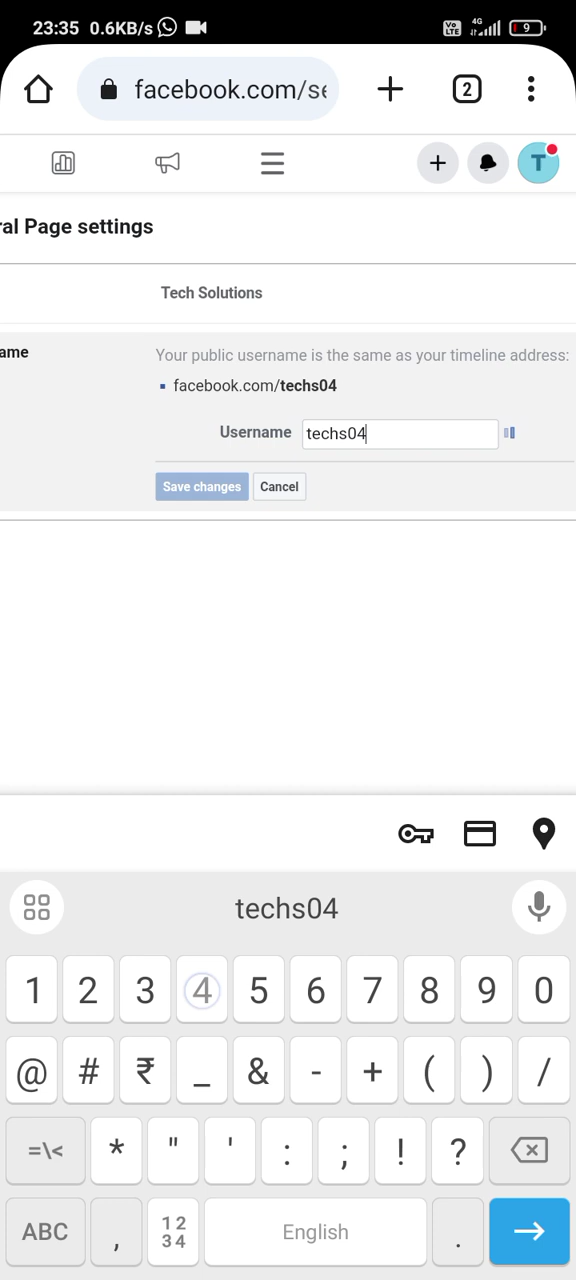 23:35 0.6KB/s Vo LTE 4G 9
facebook.com/se
2
T
ral Page settings
Tech Solutions
ame
Your public username is the same as your timeline address:
facebook.com/techs04
Username techs04
Save changes Cancel
techs04
1 2 3 4 5 6 7 8 9 0
@ # ₹ _ & - + ( ) /
=\< * " ' : ; ! ?
ABC , 12 34 English .